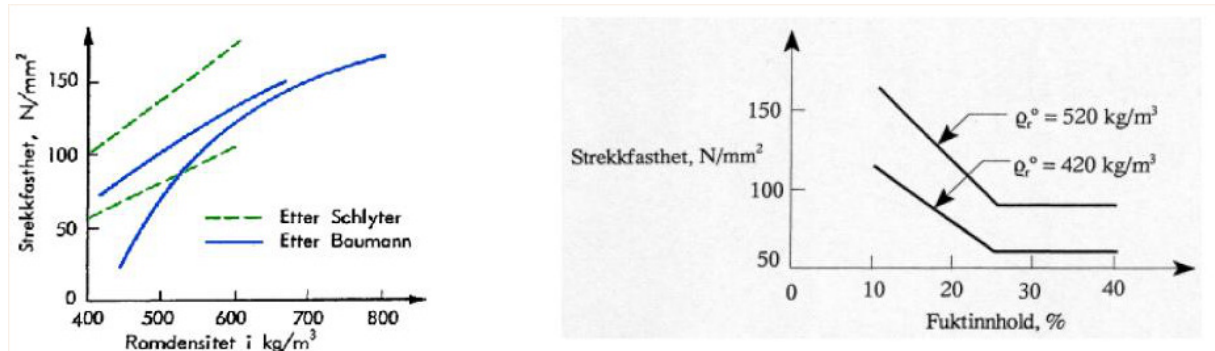 Strekkfasthet, N/mm²
150
100
50
0
400 500 600 700 800
Romdensitet i kg/m³
Etter Schlyter
Etter Baumann
Strekkfasthet, N/mm²
150
100
50
0 10 20 30 40
Fuktinnhold, %
ϱᵣ° = 520 kg/m³
ϱᵣ° = 420 kg/m³